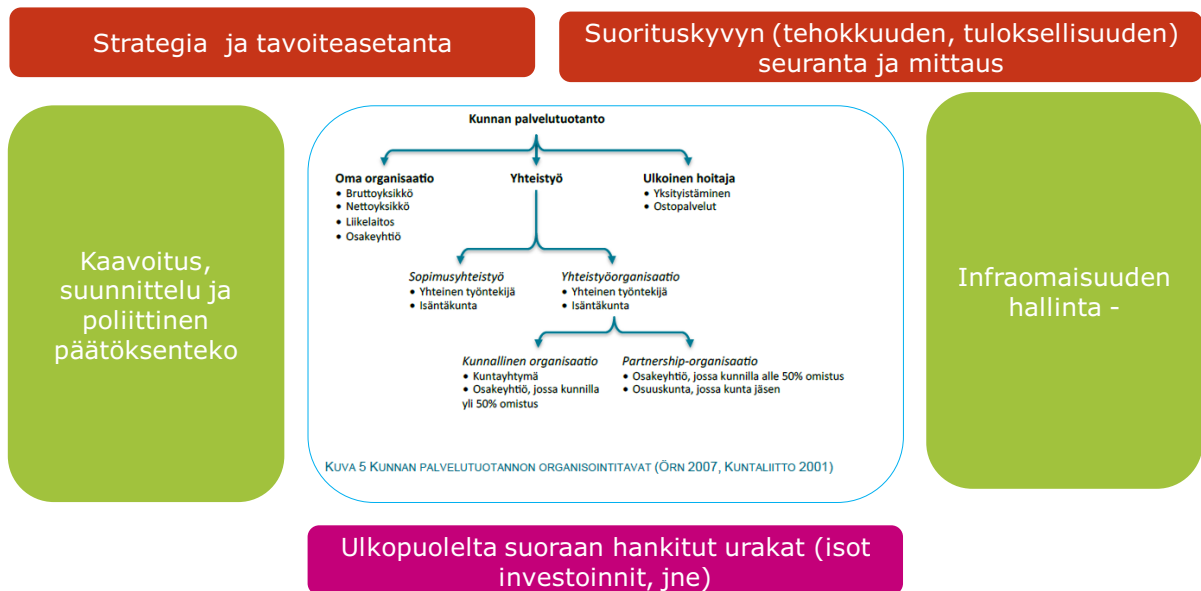 Strategia ja tavoiteasetanta
Suorituskyvyn (tehokkuuden, tuloksellisuuden)
seuranta ja mittaus
Kaavoitus,
suunnittelu ja
poliittinen
päätöksenteko
Kunnan palvelutuotanto
Oma organisaatio
• Bruttoyksikkö
• Nettoyksikkö
• Liikelaitos
• Osakeyhtiö
Yhteistyö
Ulkoinen hoitaja
• Yksityistäminen
• Ostopalvelut
Sopimusyhteistyö
• Yhteinen työntekijä
• Isäntäkunta
Yhteistyöorganisaatio
• Yhteinen työntekijä
• Isäntäkunta
Kunnallinen organisaatio
• Kuntayhtymä
• Osakeyhtiö, jossa kunnilla
yli 50% omistus
Partnership-organisaatio
• Osakeyhtiö, jossa kunnilla alle 50% omistus
• Osuuskunta, jossa kunta jäsen
KUVA 5 KUNNAN PALVELUTUOTANNON ORGANISOINTITAVAT (ÖRN 2007, KUNTALIITTO 2001)
Infraomaisuuden
hallinta -
Ulkopuolelta suoraan hankitut urakat (isot
investoinnit, jne)